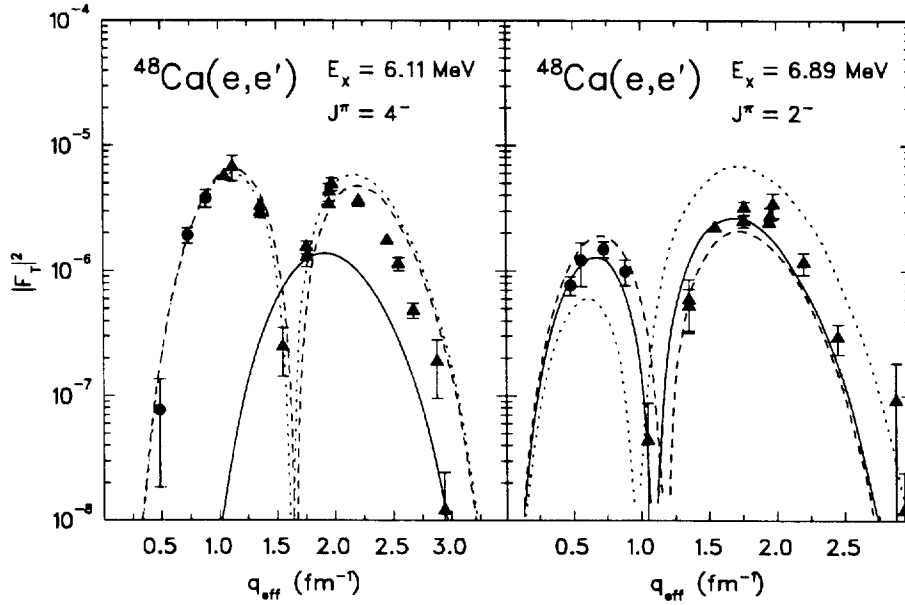 10⁻⁴
10⁻⁵
10⁻⁶
10⁻⁷
10⁻⁸
|F_T|²
⁴⁸Ca(e,e′)
E_x = 6.11 MeV
J^π = 4⁻
⁴⁸Ca(e,e′)
E_x = 6.89 MeV
J^π = 2⁻
0.5 1.0 1.5 2.0 2.5 3.0
0.5 1.0 1.5 2.0 2.5
q_eff (fm⁻¹)
q_eff (fm⁻¹)